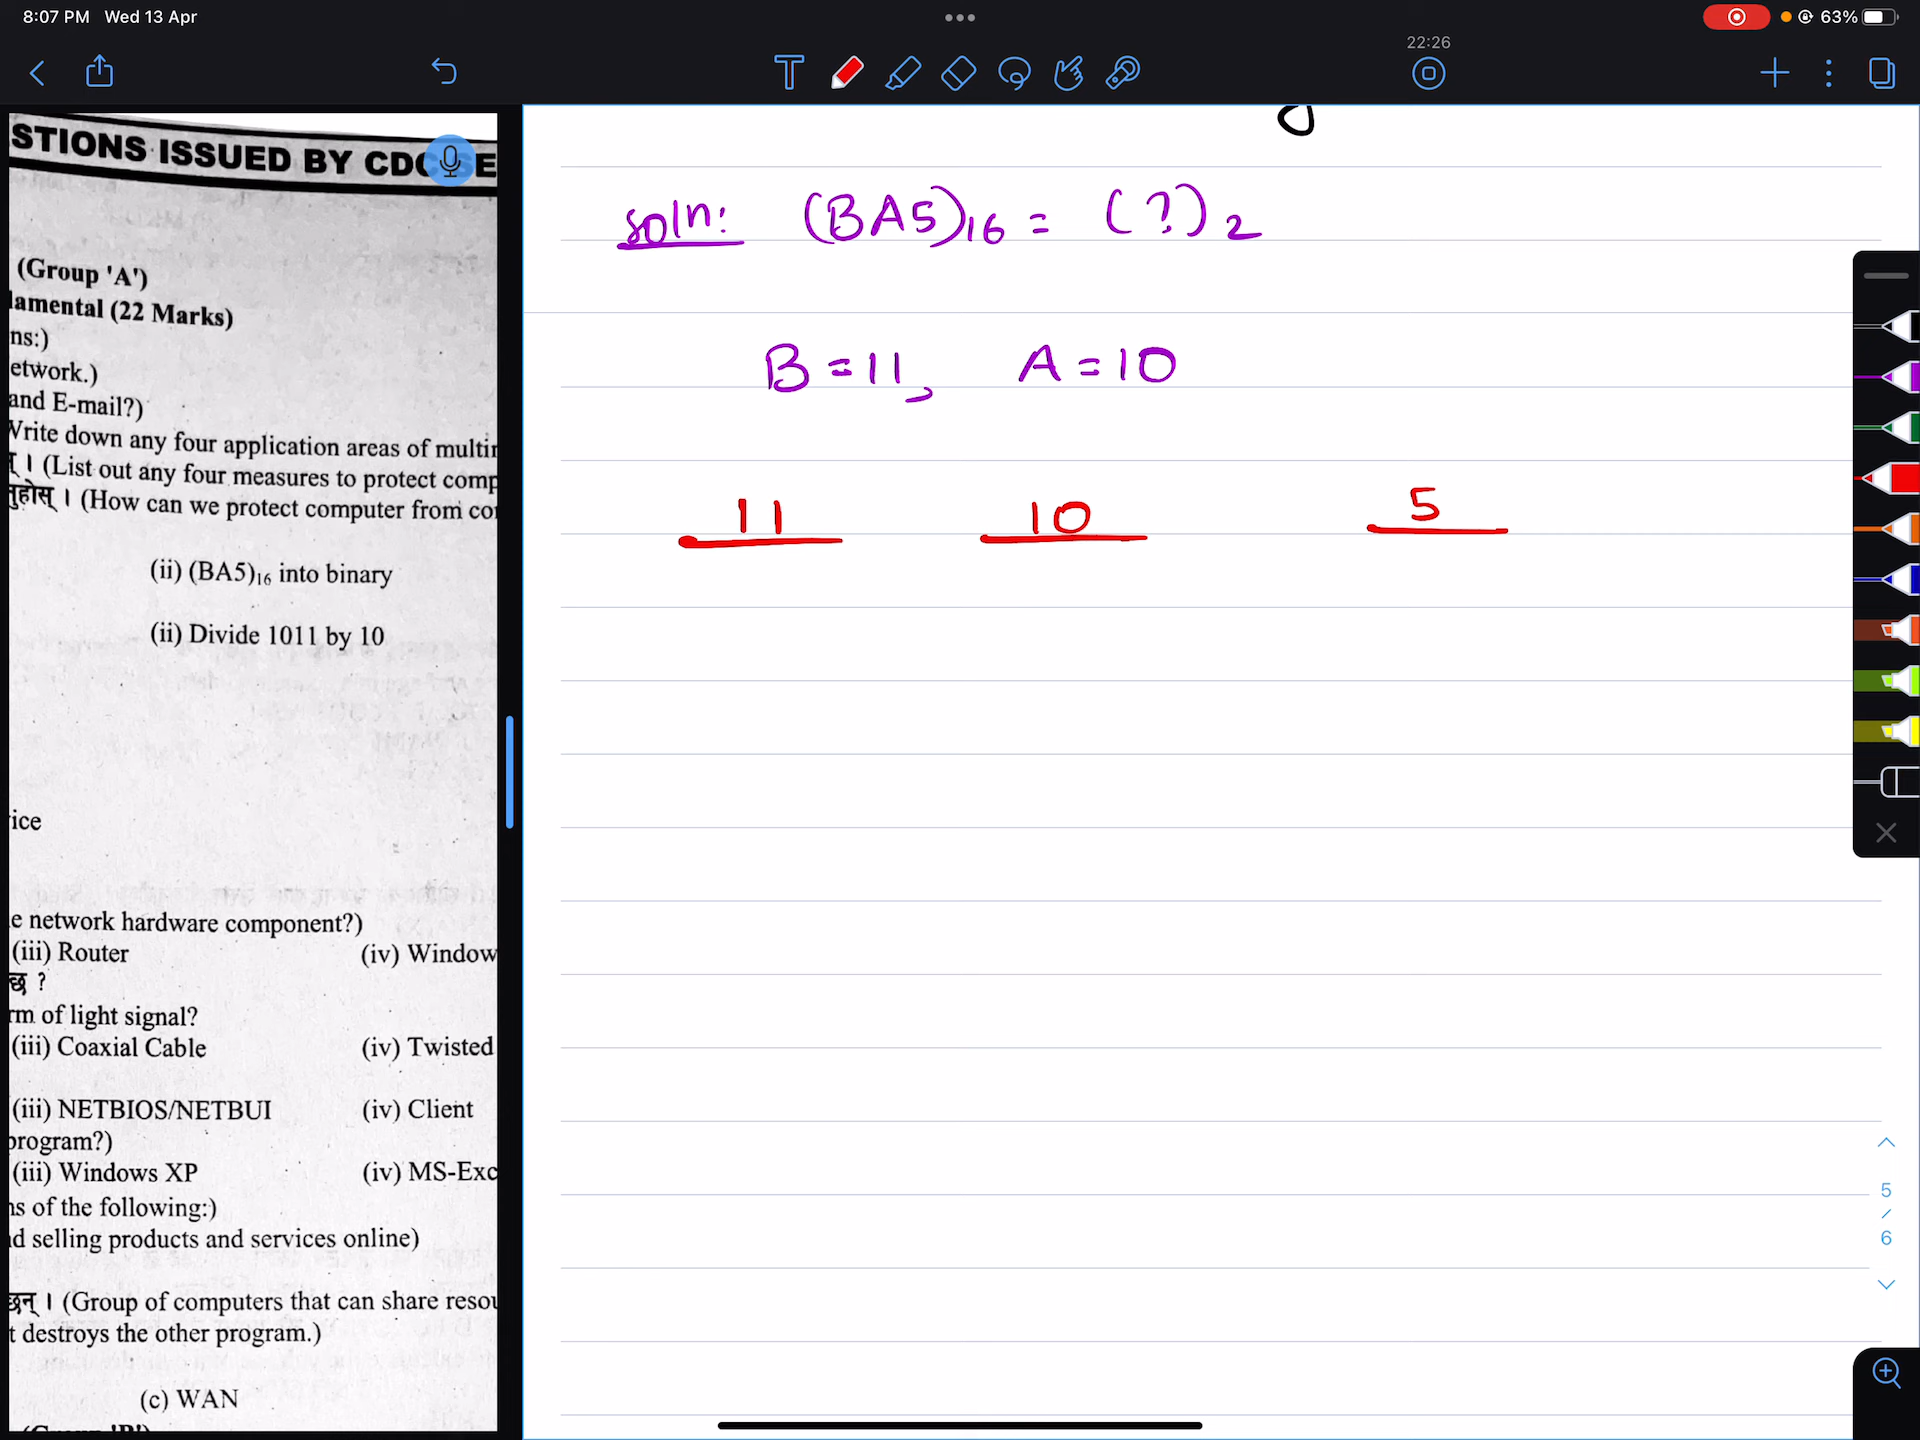 8:07 PM Wed 13 Apr
63%
22:26
STIONS ISSUED BY CDC
(Group 'A')
lamental (22 Marks)
ns:)
etwork.)
and E-mail?)
Write down any four application areas of multim
। (List out any four measures to protect comp
नुहोस् । (How can we protect computer from co
(ii) (BA5)16 into binary
(ii) Divide 1011 by 10
ice
e network hardware component?)
(iii) Router (iv) Window
छ ?
rm of light signal?
(iii) Coaxial Cable (iv) Twisted
(iii) NETBIOS/NETBUI (iv) Client
program?)
(iii) Windows XP (iv) MS-Exc
ns of the following:)
d selling products and services online)
छन् । (Group of computers that can share resou
t destroys the other program.)
(c) WAN
soln: (BA5)16 = (?)2
B = 11, A = 10
11 10 5
5
/
6